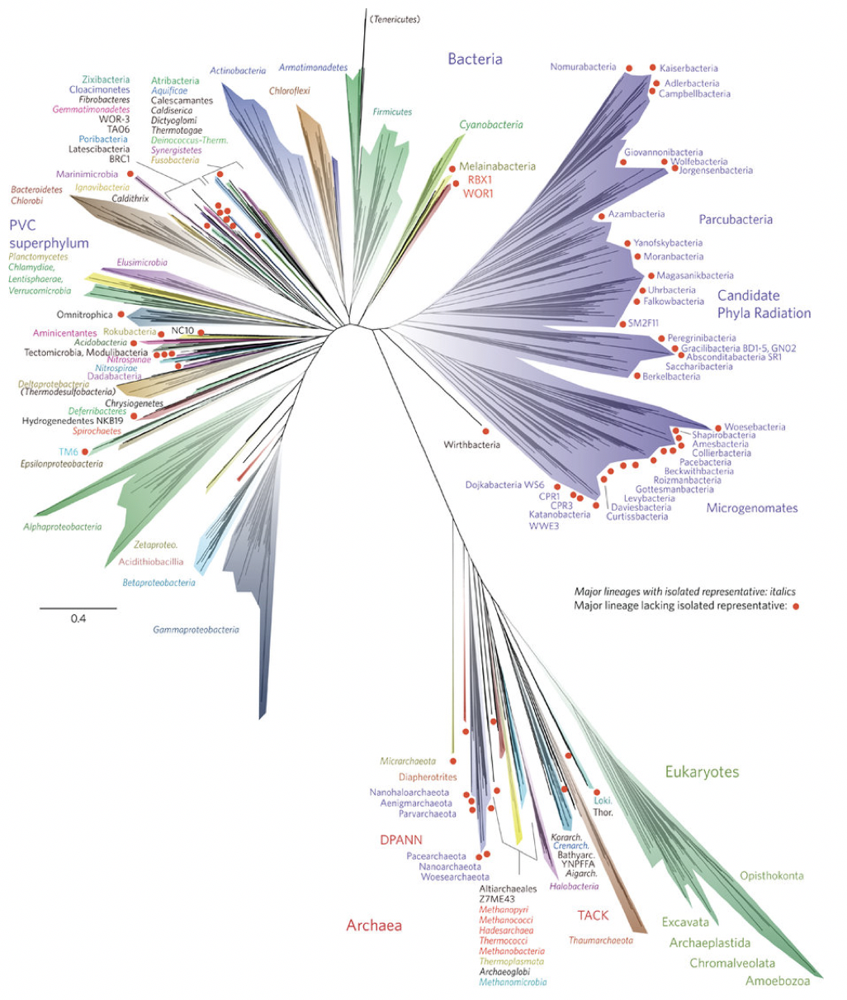 (Tenericutes)
Bacteria
Nomurabacteria
Kaiserbacteria
Adlerbacteria
Campbellbacteria
Armatimonadetes
Actinobacteria
Zixibacteria
Cloacimonetes
Fibrobacteres
Gemmatimonadetes
WOR-3
TA06
Poribacteria
Latescibacteria
BRC1
Atribacteria
Aquificae
Calescamantes
Caldiserica
Dictyoglomi
Thermotogae
Deinococcus-Therm.
Synergistetes
Fusobacteria
Chloroflexi
Firmicutes
Cyanobacteria
Melainabacteria
RBX1
WOR1
Giovannonibacteria
Wolfebacteria
Jorgensenbacteria
Marinimicrobia
Bacteroidetes
Chlorobi
Ignavibacteria
Caldithrix
Azambacteria
Parcubacteria
PVC
superphylum
Planctomycetes
Chlamydiae,
Lentisphaerae,
Verrucomicrobia
Elusimicrobia
Yanofskybacteria
Moranbacteria
Magasanikbacteria
Uhrbacteria
Falkowbacteria
Candidate
Phyla Radiation
SM2F11
Omnitrophica
Aminicentantes
Rokubacteria
NC10
Acidobacteria
Tectomicrobia, Modulibacteria
Nitrospinae
Nitrospirae
Dadabacteria
Deltaprotebacteria
(Thermodesulfobacteria)
Chrysiogenetes
Deferribacteres
Hydrogenedentes NKB19
Spirochaetes
TM6
Epsilonproteobacteria
Peregrinibacteria
Gracilibacteria BD1-5, GN02
Absconditabacteria SR1
Saccharibacteria
Berkelbacteria
Woesebacteria
Shapirobacteria
Amesbacteria
Collierbacteria
Pacebacteria
Beckwithbacteria
Roizmanbacteria
Gottesmanbacteria
Levybacteria
Daviesbacteria
Curtissbacteria
Wirthbacteria
Dojkabacteria WS6
CPR1
CPR3
Katanobacteria
WWE3
Microgenomates
Alphaproteobacteria
Zetaproteo.
Acidithiobacillia
Betaproteobacteria
Gammaproteobacteria
0.4
Major lineages with isolated representative: italics
Major lineage lacking isolated representative:
Micrarchaeota
Diapherotrites
Nanohaloarchaeota
Aenigmarchaeota
Parvarchaeota
DPANN
Pacearchaeota
Nanoarchaeota
Woesearchaeota
Archaea
Altiarchaeales
Z7ME43
Methanopyri
Methanococci
Hadesarchaea
Thermococci
Methanobacteria
Thermoplasmata
Archaeoglobi
Methanomicrobia
Halobacteria
Korarch.
Crenarch.
Bathyarc.
YNPFFA
Aigarch.
Loki.
Thor.
TACK
Thaumarchaeota
Eukaryotes
Opisthokonta
Excavata
Archaeplastida
Chromalveolata
Amoebozoa